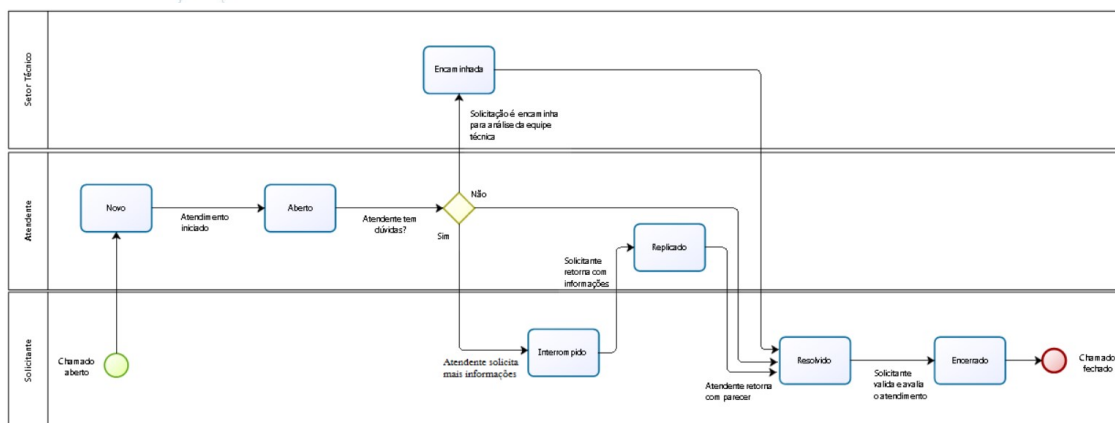 Setor Técnico
Encaminhada
Solicitação é encaminha
para análise da equipe
técnica
Atendente
Novo
Atendimento
iniciado
Aberto
Atendente tem
dúvidas?
Não
Sim
Solicitante
retorna com
informações
Replicado
Solicitante
Chamado
aberto
Atendente solicita
mais informações
Interrompido
Atendente retorna
com parecer
Resolvido
Solicitante
valida e avalia
o atendimento
Encerrado
Chamado
fechado